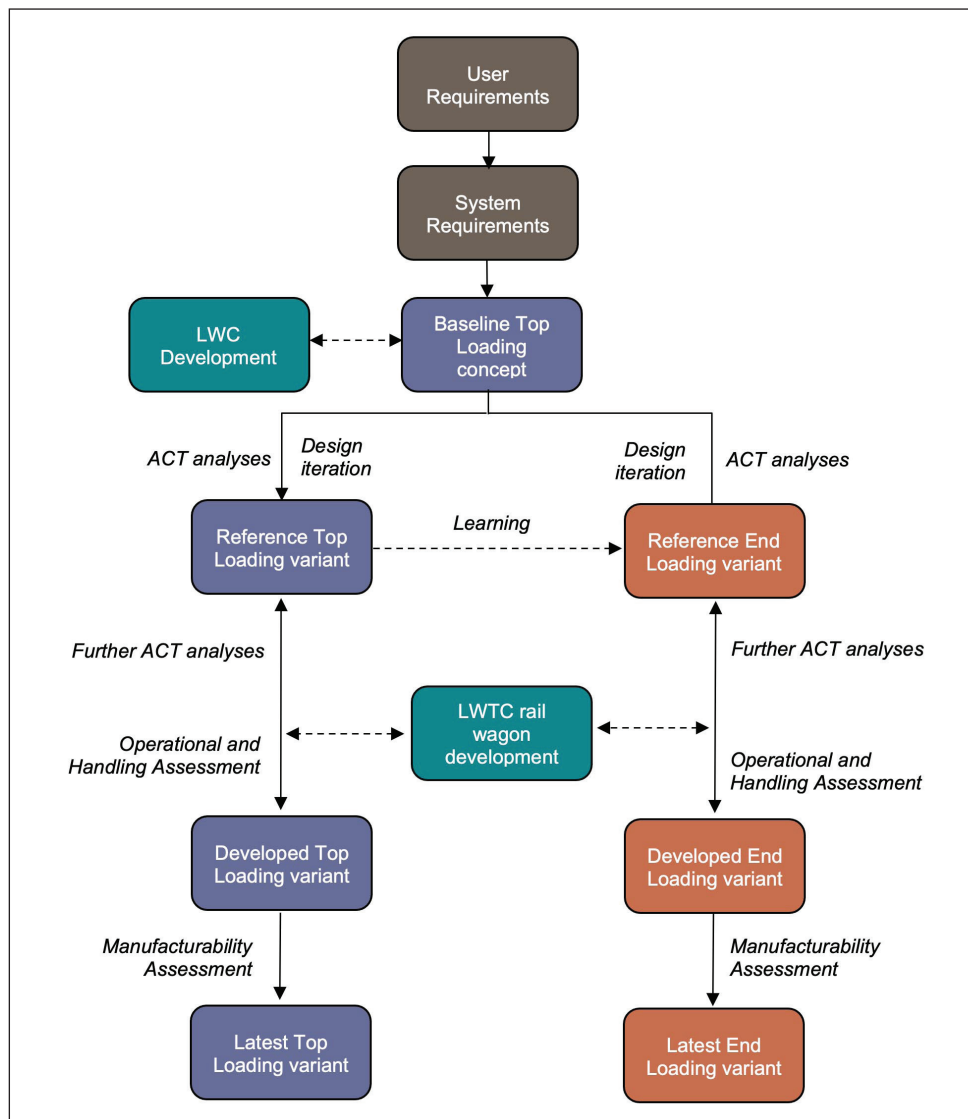 User
Requirements
System
Requirements
LWC
Development
Baseline Top
Loading
concept
ACT analyses
Design
iteration
Design
iteration
ACT analyses
Reference Top
Loading variant
Learning
Reference End
Loading variant
Further ACT analyses
Further ACT analyses
LWTC rail
wagon
development
Operational and
Handling Assessment
Operational and
Handling Assessment
Developed Top
Loading variant
Developed End
Loading variant
Manufacturability
Assessment
Manufacturability
Assessment
Latest Top
Loading variant
Latest End
Loading variant